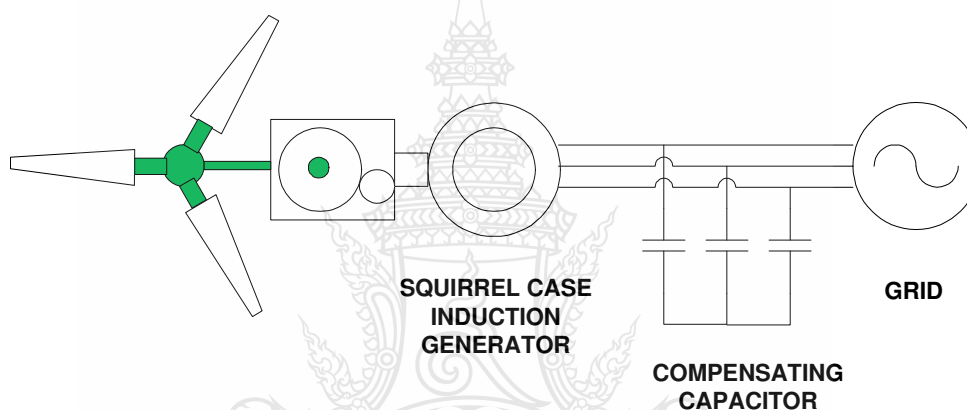 SQUIRREL CASE
INDUCTION
GENERATOR
GRID
COMPENSATING
CAPACITOR